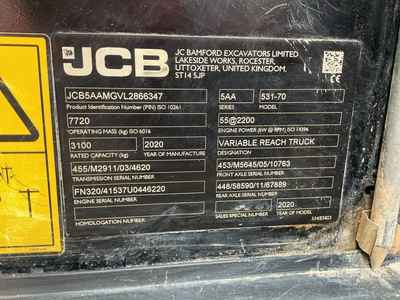 JCB
JC BAMFORD EXCAVATORS LIMITED
LAKESIDE WORKS, ROCESTER,
UTTOXETER, UNITED KINGDOM,
ST14 5JP
JCB5AAMGVL2866347
Product Identification Number (PIN) ISO 10261
5AA
SERIES
531-70
MODEL
7720
*OPERATING MASS (kg) ISO 6016
55@2200
ENGINE POWER (kW @ RPM) ISO 14396
3100
RATED CAPACITY (kg)
2020
YEAR OF MANUFACTURE
VARIABLE REACH TRUCK
DESIGNATION
455/M2911/03/4620
TRANSMISSION SERIAL NUMBER
453/M5645/05/10763
FRONT AXLE SERIAL NUMBER
FN320/41537U0446220
ENGINE SERIAL NUMBER
448/58590/11/67889
REAR AXLE SERIAL NUMBER
HOMOLOGATION NUMBER
SALES SPECIAL NUMBER
2020
YEAR OF MODEL
334/E5823